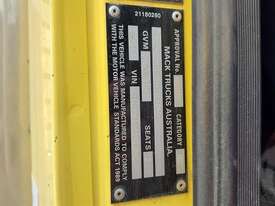 21180280
APPROVAL No. CATEGORY
MACK TRUCKS AUSTRALIA.
GVM SEATS
VIN
THIS VEHICLE WAS MANUFACTURED TO COMPLY
WITH THE MOTOR VEHICLE STANDARDS ACT 1989